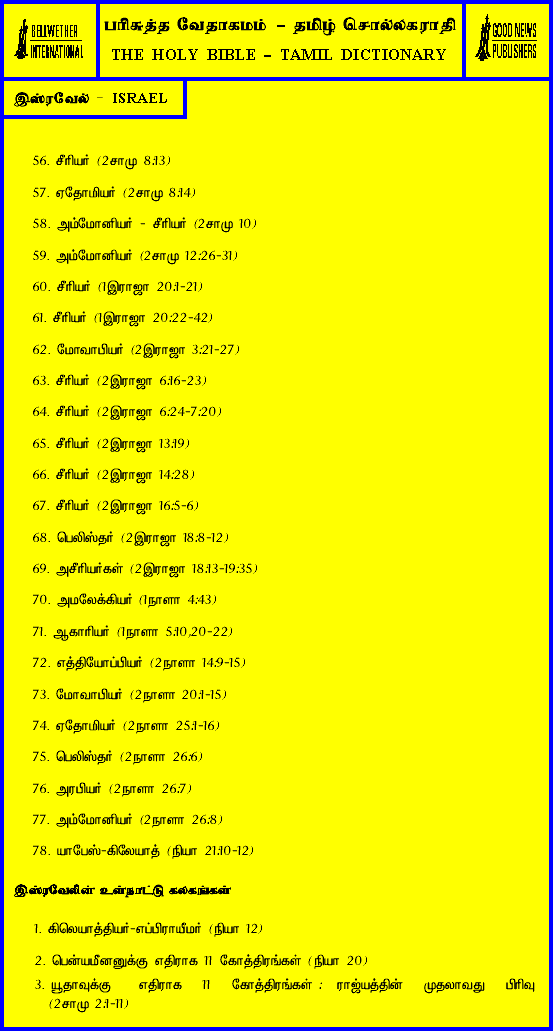 BELLWETHER
INTERNATIONAL
பரிசுத்த வேதாகமம் - தமிழ் சொல்லகராதி
THE HOLY BIBLE - TAMIL DICTIONARY
GOOD NEWS
PUBLISHERS
இஸ்ரவேல் - ISRAEL
56. சீரியர் (2சாமு 8:13)
57. ஏதோமியர் (2சாமு 8:14)
58. அம்மோனியர் - சீரியர் (2சாமு 10)
59. அம்மோனியர் (2சாமு 12:26-31)
60. சீரியர் (1இராஜா 20:1-21)
61. சீரியர் (1இராஜா 20:22-42)
62. மோவாபியர் (2இராஜா 3:21-27)
63. சீரியர் (2இராஜா 6:16-23)
64. சீரியர் (2இராஜா 6:24-7:20)
65. சீரியர் (2இராஜா 13:19)
66. சீரியர் (2இராஜா 14:28)
67. சீரியர் (2இராஜா 16:5-6)
68. பெலிஸ்தர் (2இராஜா 18:8-12)
69. அசீரியர்கள் (2இராஜா 18:13-19:35)
70. அமலேக்கியர் (1நாளா 4:43)
71. ஆகாரியர் (1நாளா 5:10,20-22)
72. எத்தியோப்பியர் (2நாளா 14:9-15)
73. மோவாபியர் (2நாளா 20:1-15)
74. ஏதோமியர் (2நாளா 25:1-16)
75. பெலிஸ்தர் (2நாளா 26:6)
76. அரபியர் (2நாளா 26:7)
77. அம்மோனியர் (2நாளா 26:8)
78. யாபேஸ்-கிலேயாத் (நியா 21:10-12)
இஸ்ரவேலின் உள்நாட்டு கலகங்கள்
1. கிலெயாத்தியர்-எப்பிராயீமர் (நியா 12)
2. பென்யமீனனுக்கு எதிராக 11 கோத்திரங்கள் (நியா 20)
3. யூதாவுக்கு எதிராக 11 கோத்திரங்கள் : ராஜ்யத்தின் முதலாவது பிரிவு
(2சாமு 2:1-11)